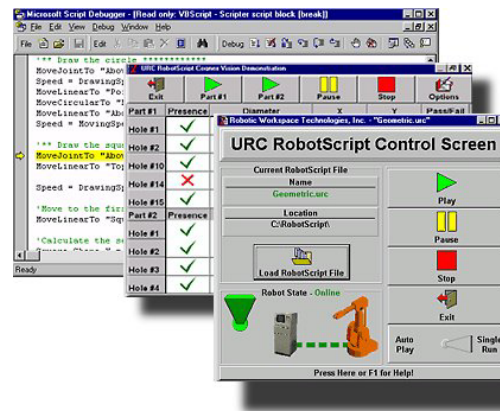 Microsoft Script Debugger - [Read only: VBScript - Scripter script block [break]]
File Edit View Debug Window Help
File Edit Debug
'** Draw the circle ************
MoveJointTo "Abov
Speed = DrawingSp
MoveLinearTo "Poi
MoveCircularTo "
MoveLinearTo "Abo
Speed = MovingSpe
'** Draw the squa
MoveJointTo "Abov
MoveLinearTo "Top
Speed = DrawingSp
'Move to the first
MoveLinearTo "Squ
'Calculate the se
Ready
URC RobotScript Cognex Vision Demonstration
Exit Part #1 Part #2 Pause Stop Options
Part #1 Presence Diameter X Y Pass/Fail
Hole #1
Hole #2
Hole #10
Hole #14
Hole #15
Part #2 Presence
Hole #1
Hole #2
Hole #3
Hole #4
Robotic Workspace Technologies, Inc. - "Geometric.urc"
URC RobotScript Control Screen
Current RobotScript File
Name
Geometric.urc
Location
C:\RobotScript\
Load RobotScript File
Robot State - Online
Play
Pause
Stop
Exit
Auto Play
Single Run
Press Here or F1 for Help!